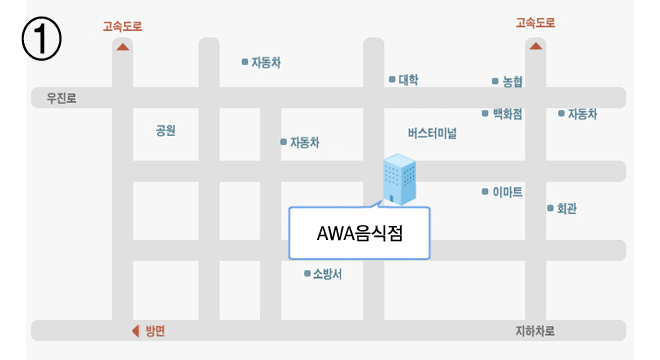 ①
고속도로
고속도로
자동차
대학
농협
우진로
백화점
자동차
공원
버스터미널
자동차
이마트
회관
AWA음식점
소방서
방면
지하차로